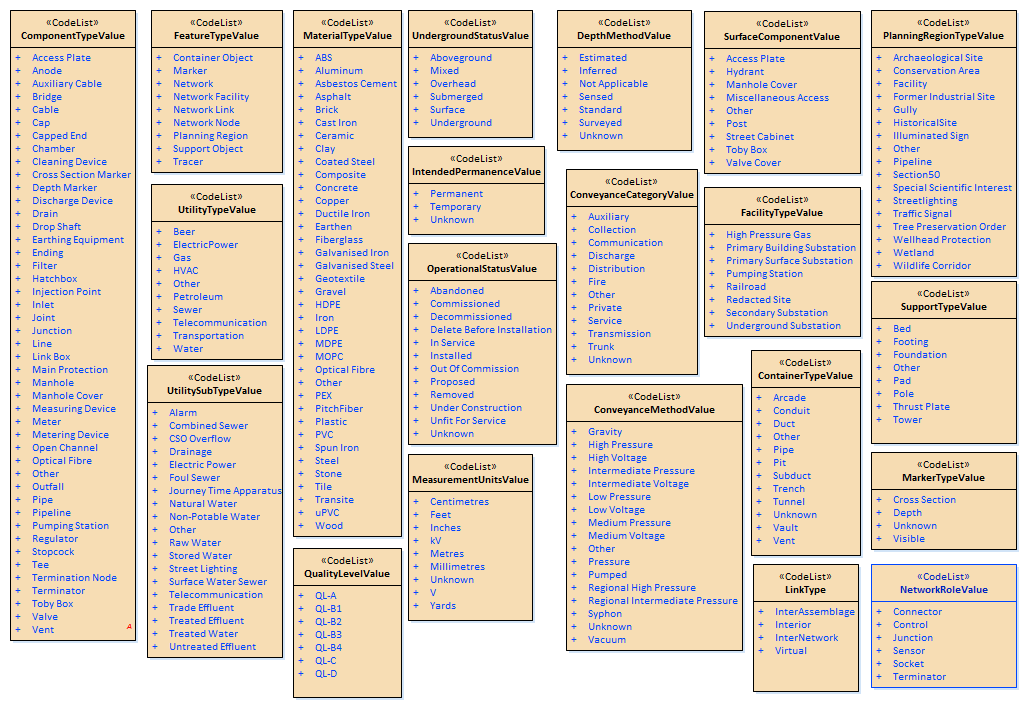 «CodeList»
ComponentTypeValue
+ Access Plate
+ Anode
+ Auxiliary Cable
+ Bridge
+ Cable
+ Cap
+ Capped End
+ Chamber
+ Cleaning Device
+ Cross Section Marker
+ Depth Marker
+ Discharge Device
+ Drain
+ Drop Shaft
+ Earthing Equipment
+ Ending
+ Filter
+ Hatchbox
+ Injection Point
+ Inlet
+ Joint
+ Junction
+ Line
+ Link Box
+ Main Protection
+ Manhole
+ Manhole Cover
+ Measuring Device
+ Meter
+ Metering Device
+ Open Channel
+ Optical Fibre
+ Other
+ Outfall
+ Pipe
+ Pipeline
+ Pumping Station
+ Regulator
+ Stopcock
+ Tee
+ Termination Node
+ Terminator
+ Toby Box
+ Valve
+ Vent
A
«CodeList»
FeatureTypeValue
+ Container Object
+ Marker
+ Network
+ Network Facility
+ Network Link
+ Network Node
+ Planning Region
+ Support Object
+ Tracer
«CodeList»
UtilityTypeValue
+ Beer
+ ElectricPower
+ Gas
+ HVAC
+ Other
+ Petroleum
+ Sewer
+ Telecommunication
+ Transportation
+ Water
«CodeList»
UtilitySubTypeValue
+ Alarm
+ Combined Sewer
+ CSO Overflow
+ Drainage
+ Electric Power
+ Foul Sewer
+ Journey Time Apparatus
+ Natural Water
+ Non-Potable Water
+ Other
+ Raw Water
+ Stored Water
+ Street Lighting
+ Surface Water Sewer
+ Telecommunication
+ Trade Effluent
+ Treated Effluent
+ Treated Water
+ Untreated Effluent
«CodeList»
MaterialTypeValue
+ ABS
+ Aluminum
+ Asbestos Cement
+ Asphalt
+ Brick
+ Cast Iron
+ Ceramic
+ Clay
+ Coated Steel
+ Composite
+ Concrete
+ Copper
+ Ductile Iron
+ Earthen
+ Fiberglass
+ Galvanised Iron
+ Galvanised Steel
+ Geotextile
+ Gravel
+ HDPE
+ Iron
+ LDPE
+ MDPE
+ MOPC
+ Optical Fibre
+ Other
+ PEX
+ PitchFiber
+ Plastic
+ PVC
+ Spun Iron
+ Steel
+ Stone
+ Tile
+ Transite
+ uPVC
+ Wood
«CodeList»
QualityLevelValue
+ QL-A
+ QL-B1
+ QL-B2
+ QL-B3
+ QL-B4
+ QL-C
+ QL-D
«CodeList»
UndergroundStatusValue
+ Aboveground
+ Mixed
+ Overhead
+ Submerged
+ Surface
+ Underground
«CodeList»
IntendedPermanenceValue
+ Permanent
+ Temporary
+ Unknown
«CodeList»
OperationalStatusValue
+ Abandoned
+ Commissioned
+ Decommissioned
+ Delete Before Installation
+ In Service
+ Installed
+ Out Of Commission
+ Proposed
+ Removed
+ Under Construction
+ Unfit For Service
+ Unknown
«CodeList»
MeasurementUnitsValue
+ Centimetres
+ Feet
+ Inches
+ kV
+ Metres
+ Millimetres
+ Unknown
+ V
+ Yards
«CodeList»
DepthMethodValue
+ Estimated
+ Inferred
+ Not Applicable
+ Sensed
+ Standard
+ Surveyed
+ Unknown
«CodeList»
ConveyanceCategoryValue
+ Auxiliary
+ Collection
+ Communication
+ Discharge
+ Distribution
+ Fire
+ Other
+ Private
+ Service
+ Transmission
+ Trunk
+ Unknown
«CodeList»
ConveyanceMethodValue
+ Gravity
+ High Pressure
+ High Voltage
+ Intermediate Pressure
+ Intermediate Voltage
+ Low Pressure
+ Low Voltage
+ Medium Pressure
+ Medium Voltage
+ Other
+ Pressure
+ Pumped
+ Regional High Pressure
+ Regional Intermediate Pressure
+ Syphon
+ Unknown
+ Vacuum
«CodeList»
SurfaceComponentValue
+ Access Plate
+ Hydrant
+ Manhole Cover
+ Miscellaneous Access
+ Other
+ Post
+ Street Cabinet
+ Toby Box
+ Valve Cover
«CodeList»
FacilityTypeValue
+ High Pressure Gas
+ Primary Building Substation
+ Primary Surface Substation
+ Pumping Station
+ Railroad
+ Redacted Site
+ Secondary Substation
+ Underground Substation
«CodeList»
ContainerTypeValue
+ Arcade
+ Conduit
+ Duct
+ Other
+ Pipe
+ Pit
+ Subduct
+ Trench
+ Tunnel
+ Unknown
+ Vault
+ Vent
«CodeList»
LinkType
+ InterAssemblage
+ Interior
+ InterNetwork
+ Virtual
«CodeList»
PlanningRegionTypeValue
+ Archaeological Site
+ Conservation Area
+ Facility
+ Former Industrial Site
+ Gully
+ HistoricalSite
+ Illuminated Sign
+ Other
+ Pipeline
+ Section50
+ Special Scientific Interest
+ Streetlighting
+ Traffic Signal
+ Tree Preservation Order
+ Wellhead Protection
+ Wetland
+ Wildlife Corridor
«CodeList»
SupportTypeValue
+ Bed
+ Footing
+ Foundation
+ Other
+ Pad
+ Pole
+ Thrust Plate
+ Tower
«CodeList»
MarkerTypeValue
+ Cross Section
+ Depth
+ Unknown
+ Visible
«CodeList»
NetworkRoleValue
+ Connector
+ Control
+ Junction
+ Sensor
+ Socket
+ Terminator